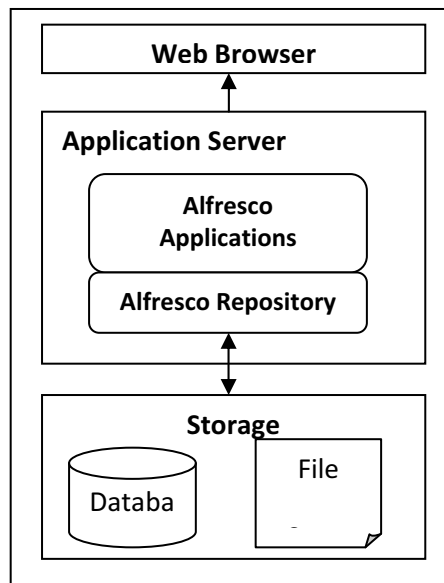 Web Browser
Application Server
Alfresco
Applications
Alfresco Repository
Storage
Databa
File